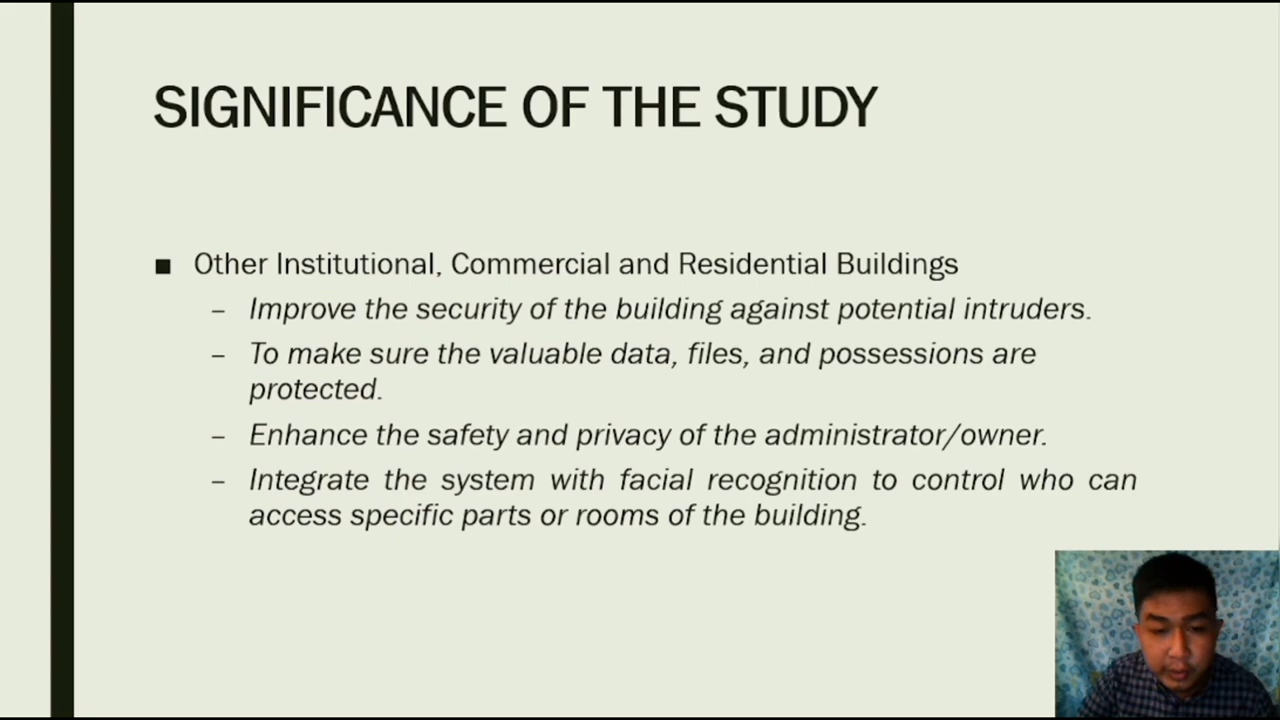 SIGNIFICANCE OF THE STUDY
■ Other Institutional, Commercial and Residential Buildings
– Improve the security of the building against potential intruders.
– To make sure the valuable data, files, and possessions are
protected.
– Enhance the safety and privacy of the administrator/owner.
– Integrate the system with facial recognition to control who can
access specific parts or rooms of the building.